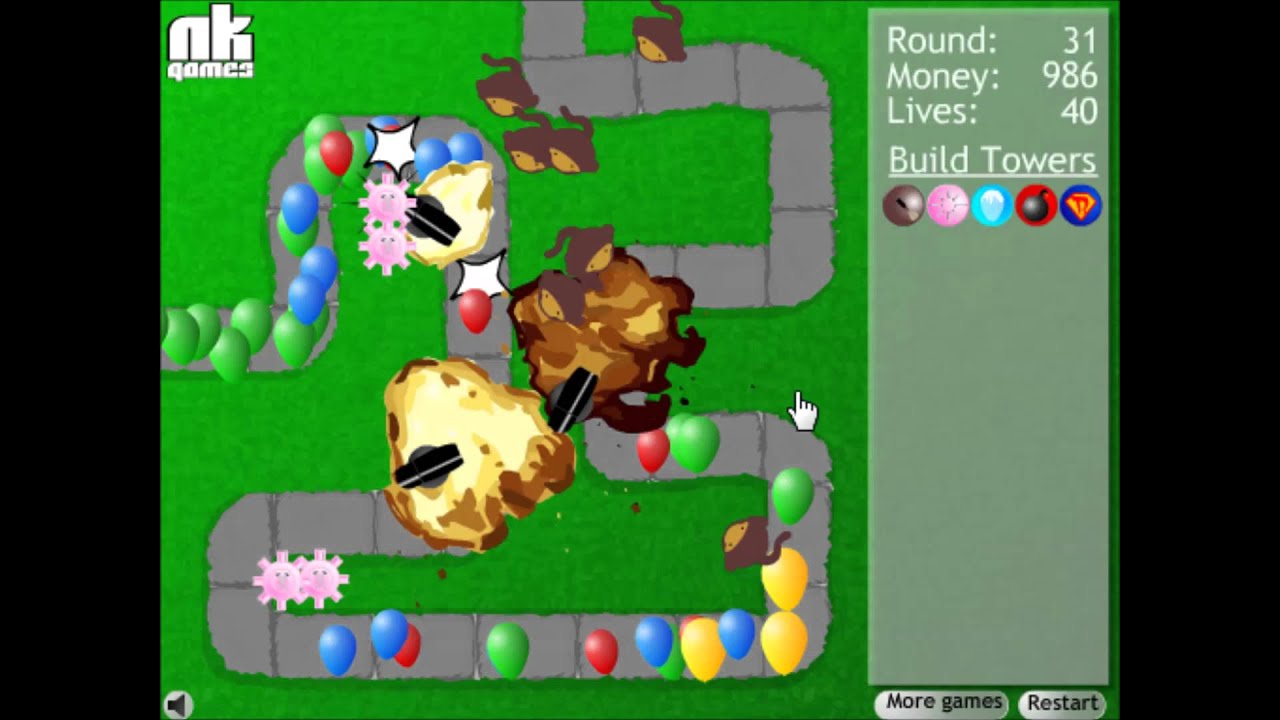 nk
games
Round: 31
Money: 986
Lives: 40
Build Towers
More games
Restart